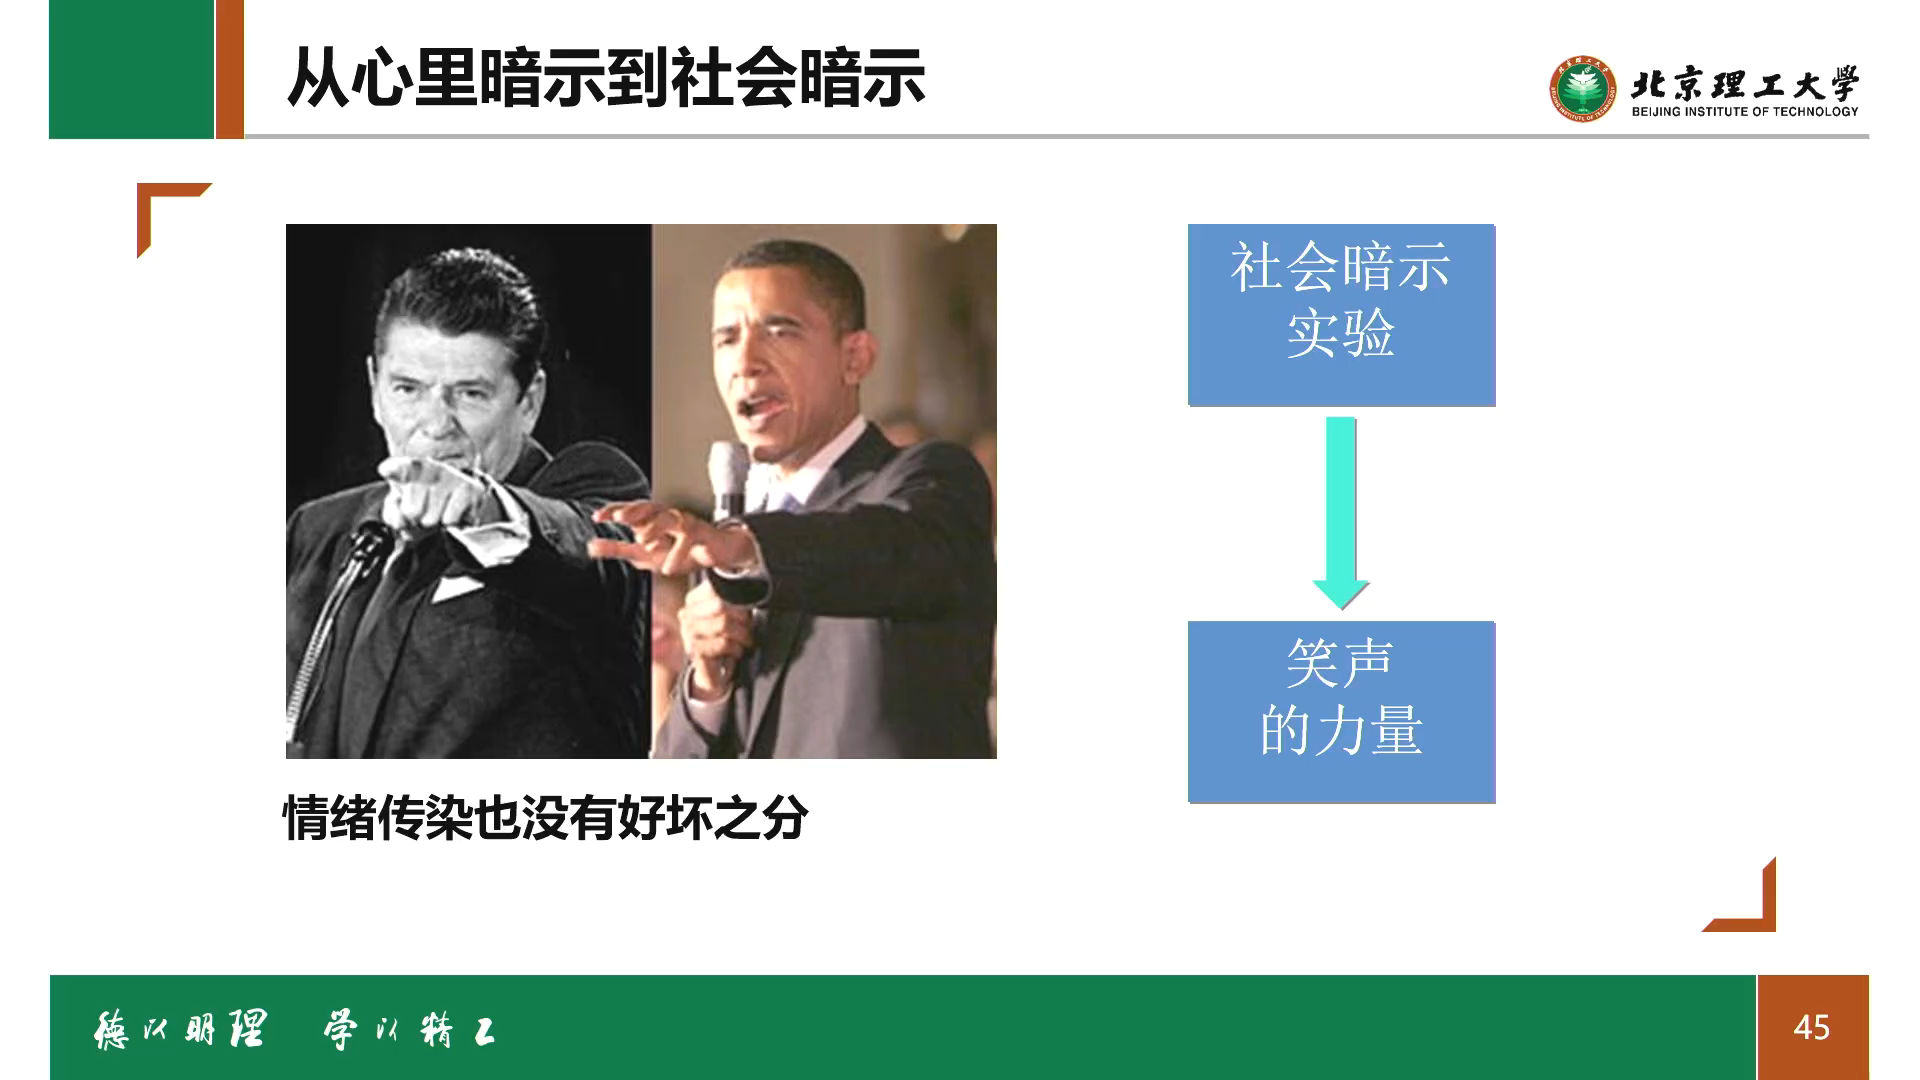 从心里暗示到社会暗示
北京理工大学
BEIJING INSTITUTE OF TECHNOLOGY
社会暗示
实验
笑声
的力量
情绪传染也没有好坏之分
德以明理 学以精工
45